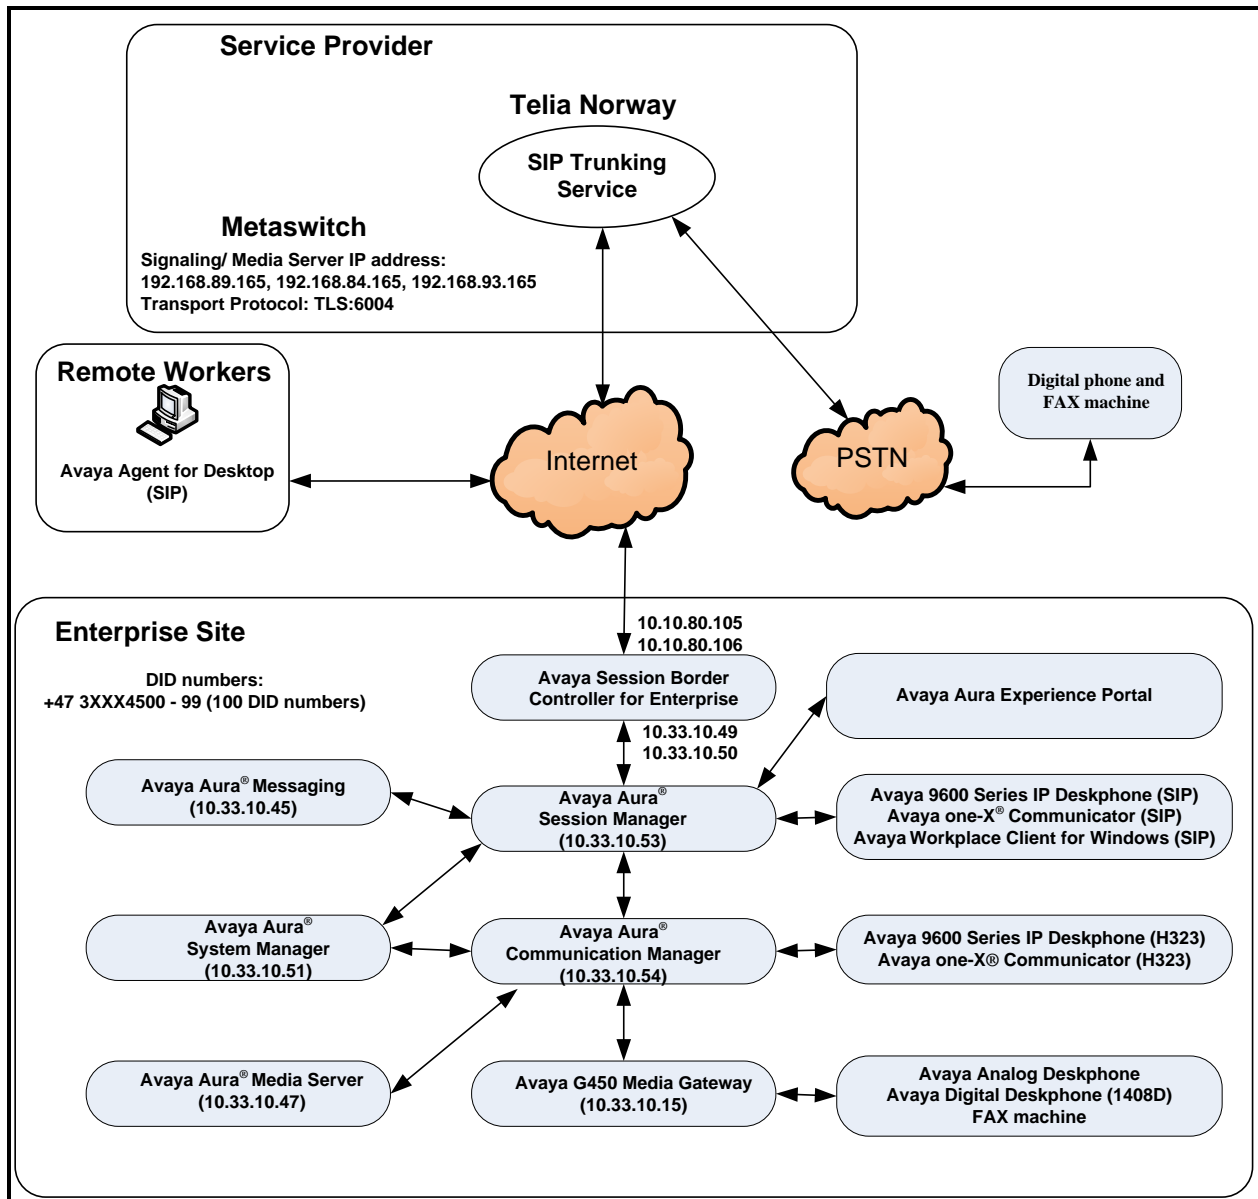 Service Provider
Telia Norway
SIP Trunking
Service
Metaswitch
Signaling/ Media Server IP address:
192.168.89.165, 192.168.84.165, 192.168.93.165
Transport Protocol: TLS:6004
Remote Workers
Avaya Agent for Desktop
(SIP)
Internet
PSTN
Digital phone and
FAX machine
Enterprise Site
DID numbers:
+47 3XXX4500 - 99 (100 DID numbers)
10.10.80.105
10.10.80.106
Avaya Session Border
Controller for Enterprise
10.33.10.49
10.33.10.50
Avaya Aura Experience Portal
Avaya Aura® Messaging
(10.33.10.45)
Avaya Aura®
Session Manager
(10.33.10.53)
Avaya 9600 Series IP Deskphone (SIP)
Avaya one-X® Communicator (SIP)
Avaya Workplace Client for Windows (SIP)
Avaya Aura®
System Manager
(10.33.10.51)
Avaya Aura®
Communication Manager
(10.33.10.54)
Avaya 9600 Series IP Deskphone (H323)
Avaya one-X® Communicator (H323)
Avaya Aura® Media Server
(10.33.10.47)
Avaya G450 Media Gateway
(10.33.10.15)
Avaya Analog Deskphone
Avaya Digital Deskphone (1408D)
FAX machine